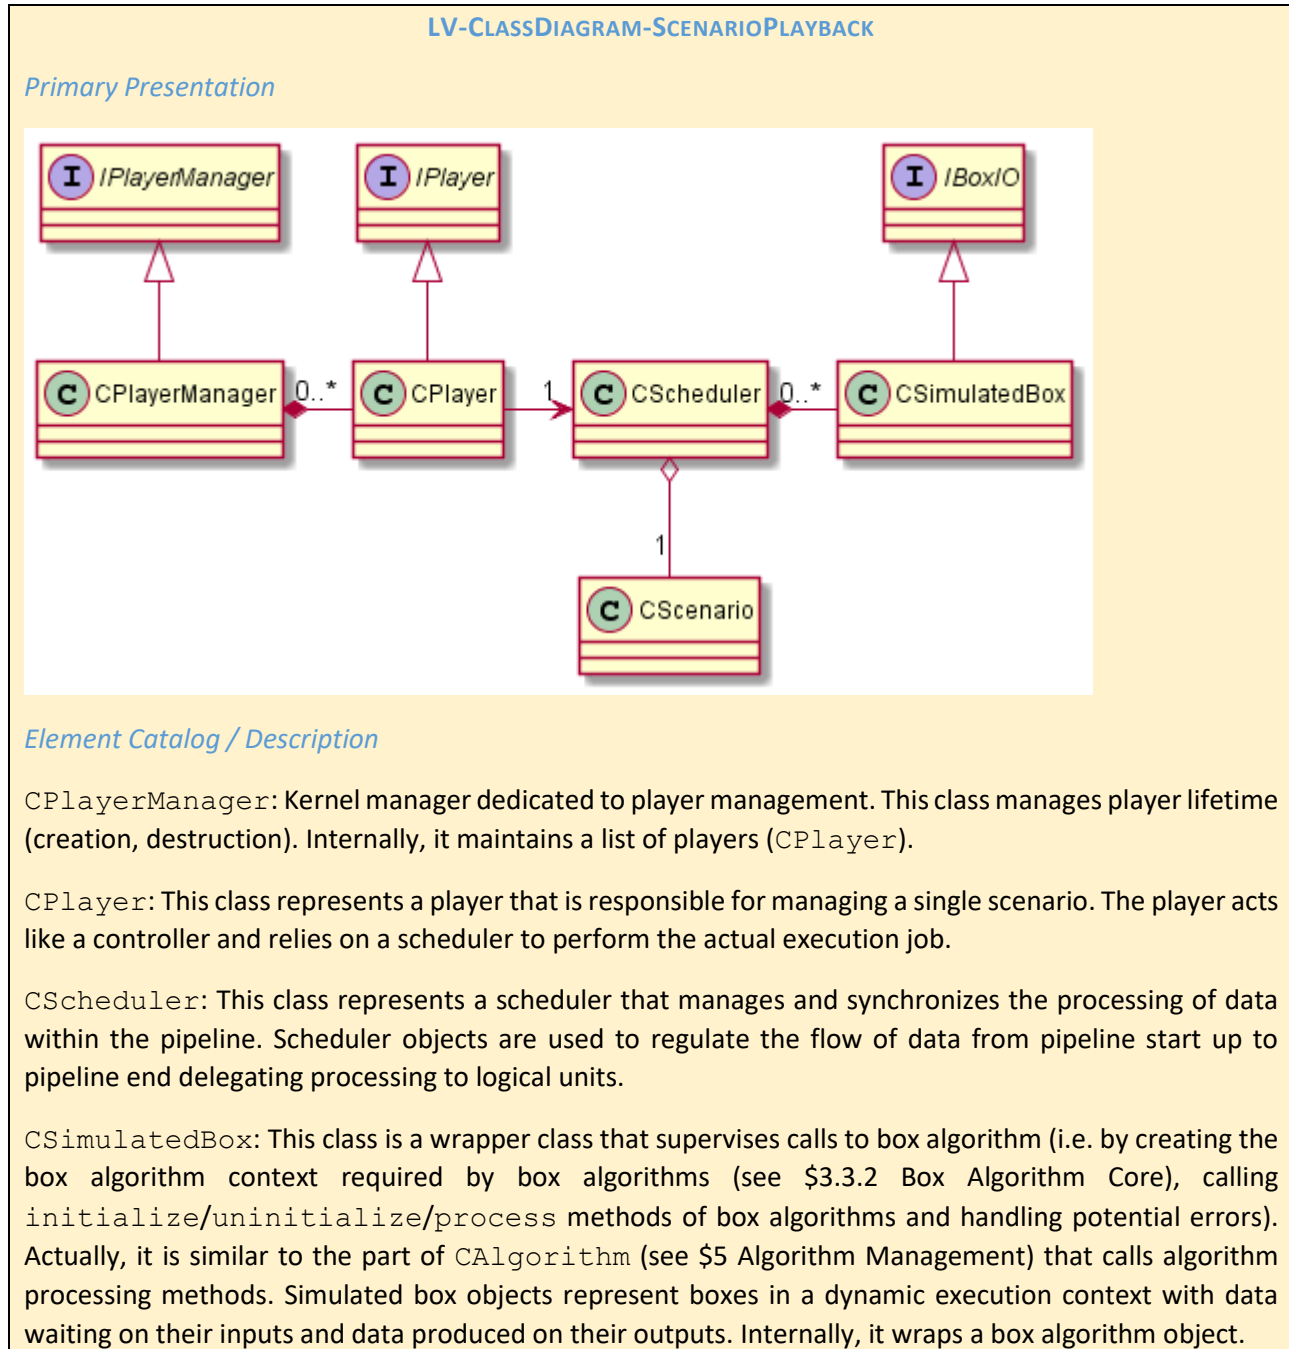 LV-CLASSDIAGRAM-SCENARIOPLAYBACK
Primary Presentation
I IPlayerManager
I IPlayer
I IBoxIO
C CPlayerManager 0..* C CPlayer 1 C CScheduler 0..* C CSimulatedBox
1
C CScenario
Element Catalog / Description
CPlayerManager: Kernel manager dedicated to player management. This class manages player lifetime
(creation, destruction). Internally, it maintains a list of players (CPlayer).
CPlayer: This class represents a player that is responsible for managing a single scenario. The player acts
like a controller and relies on a scheduler to perform the actual execution job.
CScheduler: This class represents a scheduler that manages and synchronizes the processing of data
within the pipeline. Scheduler objects are used to regulate the flow of data from pipeline start up to
pipeline end delegating processing to logical units.
CSimulatedBox: This class is a wrapper class that supervises calls to box algorithm (i.e. by creating the
box algorithm context required by box algorithms (see $3.3.2 Box Algorithm Core), calling
initialize/uninitialize/process methods of box algorithms and handling potential errors).
Actually, it is similar to the part of CAlgorithm (see $5 Algorithm Management) that calls algorithm
processing methods. Simulated box objects represent boxes in a dynamic execution context with data
waiting on their inputs and data produced on their outputs. Internally, it wraps a box algorithm object.